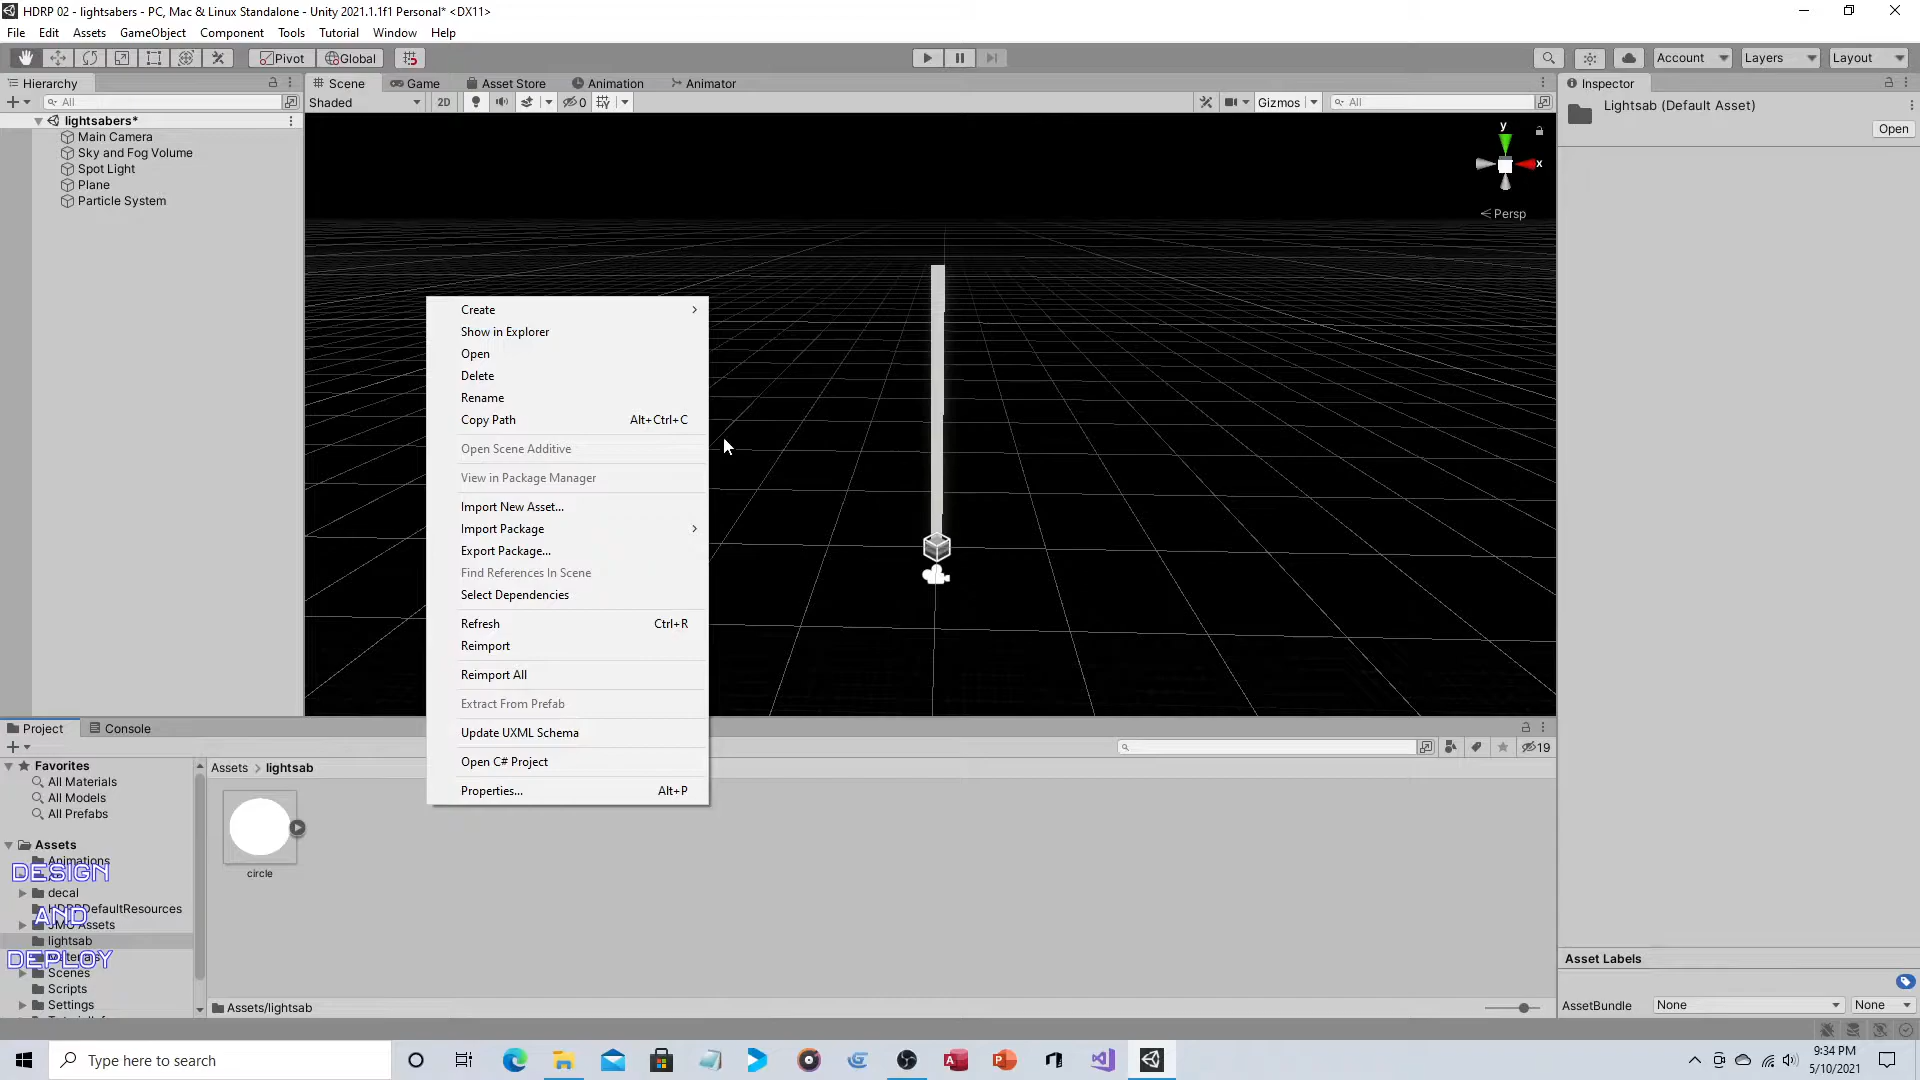 HDRP 02 - lightsabers - PC, Mac & Linux Standalone - Unity 2021.1.1f1 Personal* <DX11>
File Edit Assets GameObject Component Tools Tutorial Window Help
Pivot Global Account Layers Layout
Hierarchy
All
lightsabers*
Main Camera
Sky and Fog Volume
Spot Light
Plane
Particle System
Scene Game Asset Store Animation Animator
Shaded 2D 0 Gizmos All
y
x
Persp
Create
Show in Explorer
Open
Delete
Rename
Copy Path Alt+Ctrl+C
Open Scene Additive
View in Package Manager
Import New Asset...
Import Package
Export Package...
Find References In Scene
Select Dependencies
Refresh Ctrl+R
Reimport
Reimport All
Extract From Prefab
Update UXML Schema
Open C# Project
Properties... Alt+P
Inspector
Lightsab (Default Asset)
Open
Project Console
19
Favorites
All Materials
All Models
All Prefabs
Assets
Animations
decal
HDRPDefaultResources
Assets
lightsab
Materials
Scenes
Scripts
Settings
DESIGN
AND
DEPLOY
Assets > lightsab
circle
Assets/lightsab
Asset Labels
AssetBundle None None
Type here to search
9:34 PM
5/10/2021